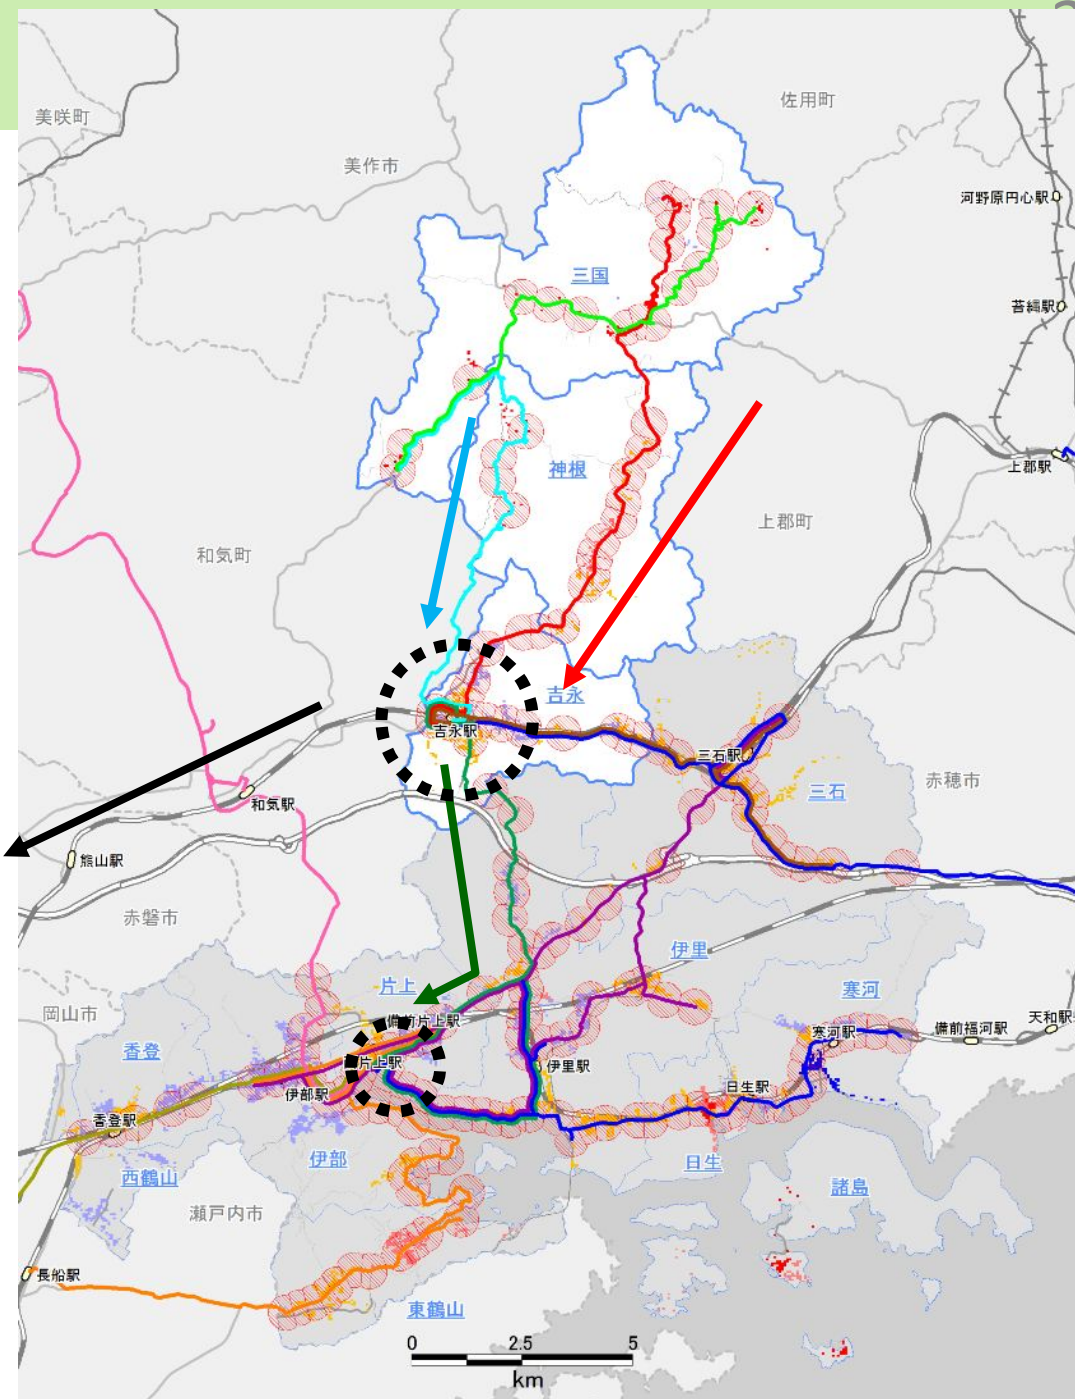 美咲町
佐用町
美作市
河野原円心駅
三国
苔縄駅
神根
上郡駅
上郡町
和気町
吉永
吉永駅
三石駅
赤穂市
三石
和気駅
熊山駅
赤磐市
伊里
片上
寒河
岡山市
備前片上駅
天和駅
寒河駅
備前福河駅
香登
片上駅
伊里駅
伊部駅
日生駅
香登駅
伊部
日生
西鶴山
諸島
瀬戸内市
長船駅
東鶴山
0 2.5 5
km